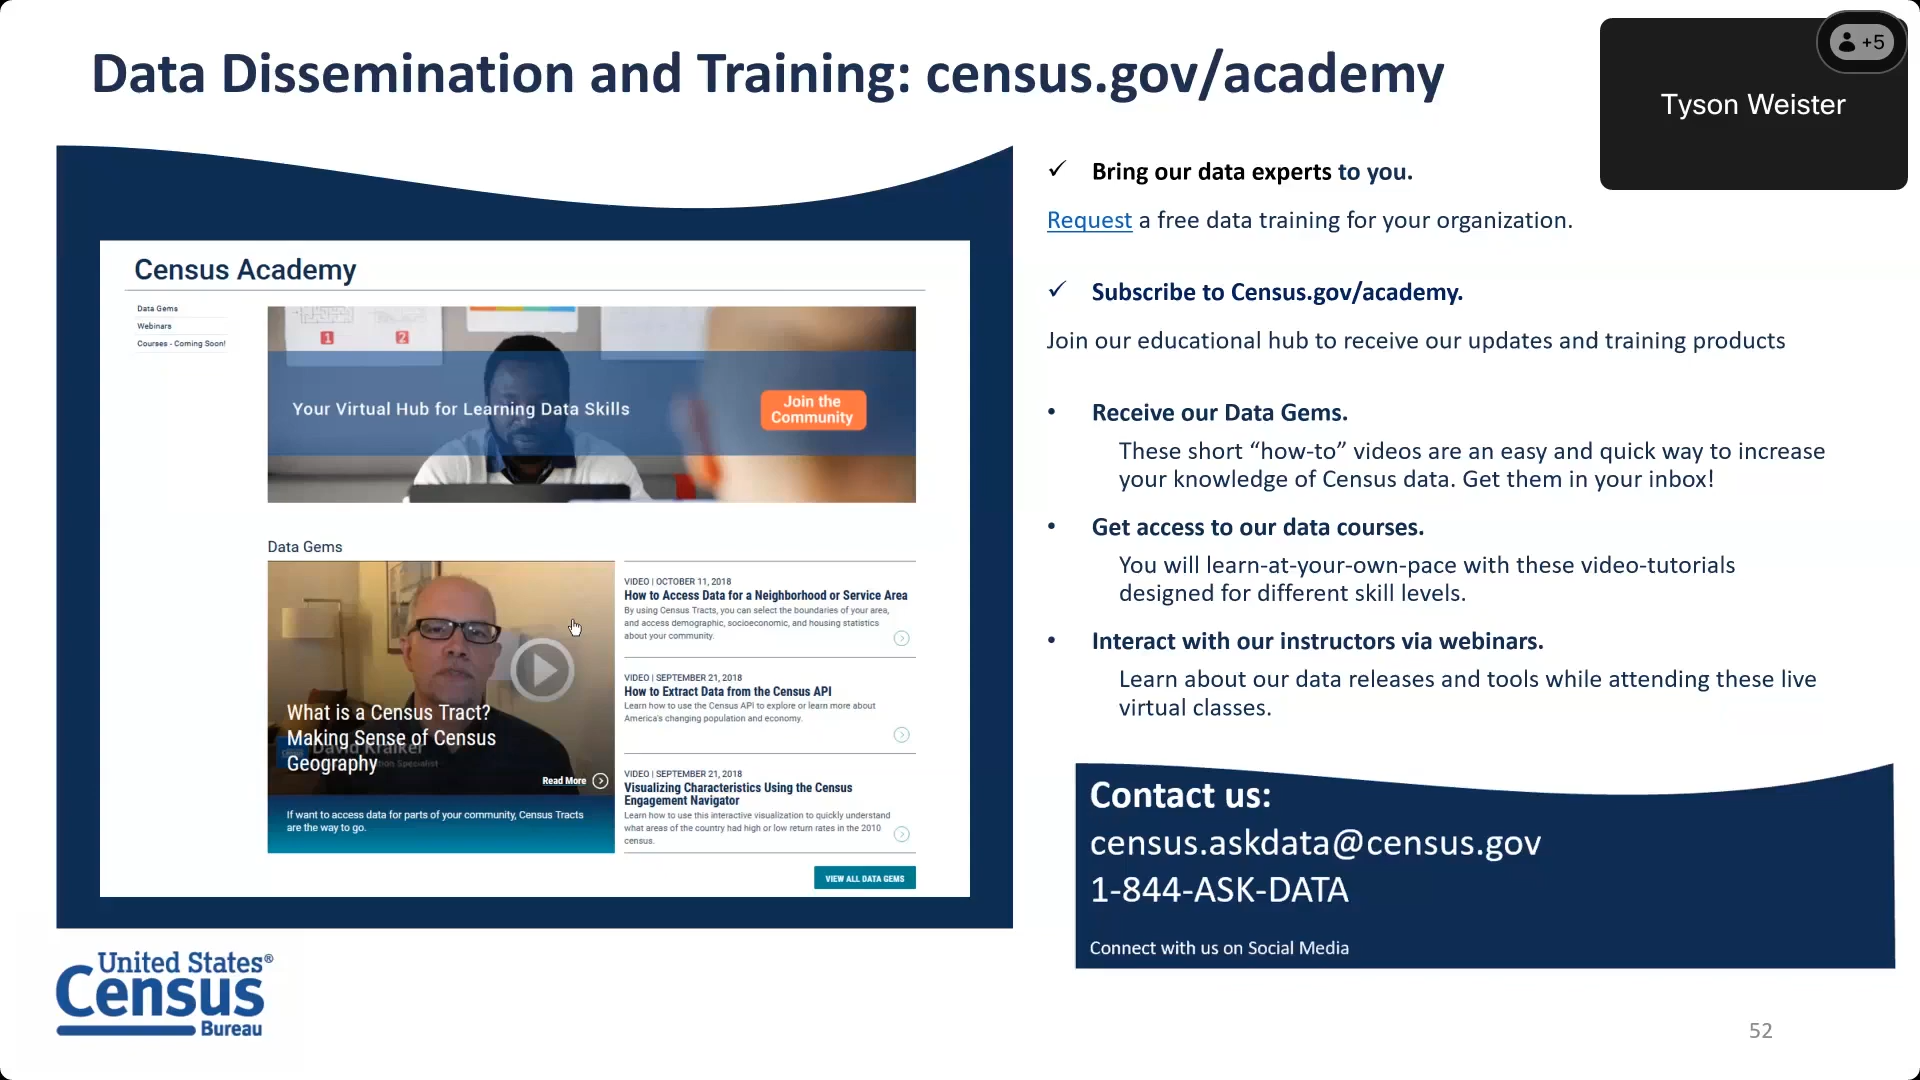 Data Dissemination and Training: census.gov/academy
+5
Tyson Weister
Census Academy
Data Gems
Webinars
Courses - Coming Soon!
1
2
Your Virtual Hub for Learning Data Skills
Join the
Community
Data Gems
What is a Census Tract?
Making Sense of Census
Geography
David Kraiker
Read More
If want to access data for parts of your community, Census Tracts
are the way to go.
VIDEO | OCTOBER 11, 2018
How to Access Data for a Neighborhood or Service Area
By using Census Tracts, you can select the boundaries of your area,
and access demographic, socioeconomic, and housing statistics
about your community.
VIDEO | SEPTEMBER 21, 2018
How to Extract Data from the Census API
Learn how to use the Census API to explore or learn more about
America's changing population and economy.
VIDEO | SEPTEMBER 21, 2018
Visualizing Characteristics Using the Census
Engagement Navigator
Learn how to use this interactive visualization to quickly understand
what areas of the country had high or low return rates in the 2010
census.
VIEW ALL DATA GEMS
✓ Bring our data experts to you.
Request a free data training for your organization.
✓ Subscribe to Census.gov/academy.
Join our educational hub to receive our updates and training products
• Receive our Data Gems.
These short “how-to” videos are an easy and quick way to increase
your knowledge of Census data. Get them in your inbox!
• Get access to our data courses.
You will learn-at-your-own-pace with these video-tutorials
designed for different skill levels.
• Interact with our instructors via webinars.
Learn about our data releases and tools while attending these live
virtual classes.
Contact us:
census.askdata@census.gov
1-844-ASK-DATA
Connect with us on Social Media
United States®
Census
Bureau
52